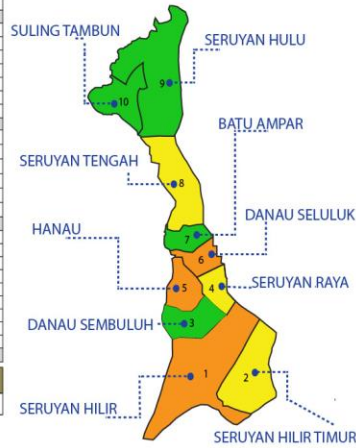 SULING TAMBUN
SERUYAN HULU
9
10
BATU AMPAR
SERUYAN TENGAH
8
DANAU SELULUK
HANAU
7
6
SERUYAN RAYA
5
4
DANAU SEMBULUH
3
1
2
SERUYAN HILIR
SERUYAN HILIR TIMUR